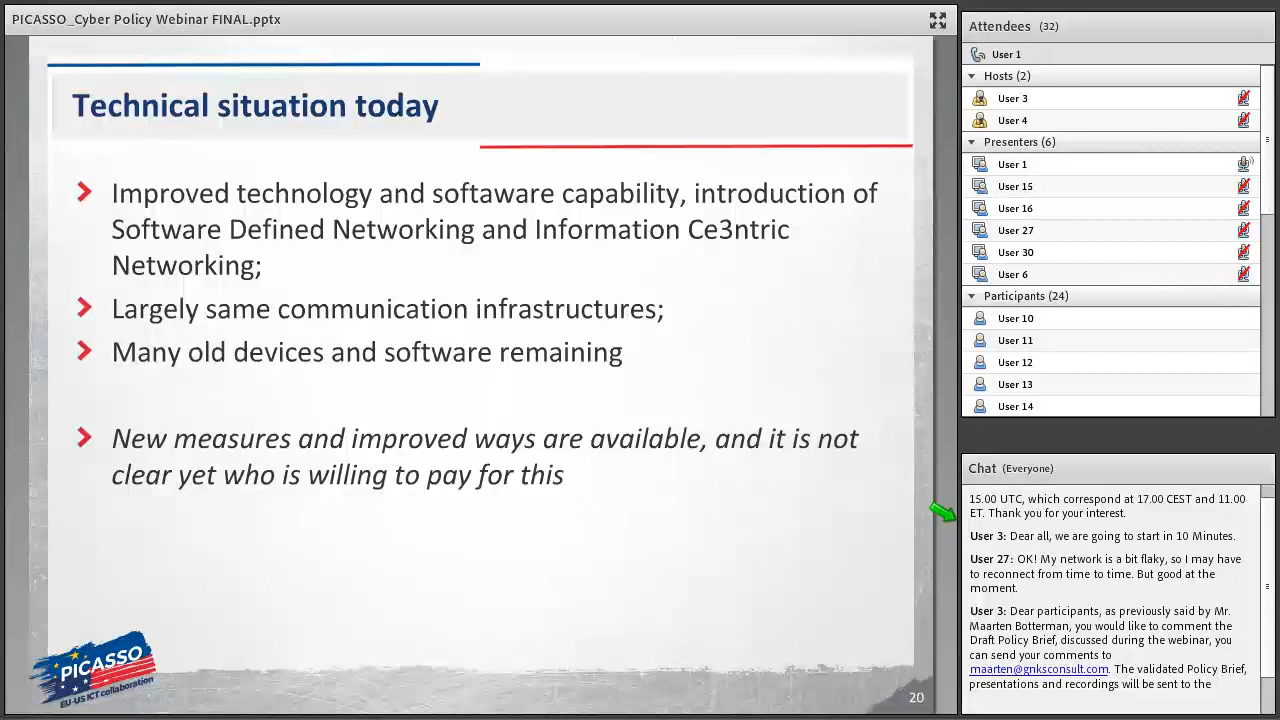 PICASSO_Cyber Policy Webinar FINAL.pptx
Technical situation today
Improved technology and softaware capability, introduction of
Software Defined Networking and Information Ce3ntric
Networking;
Largely same communication infrastructures;
Many old devices and software remaining
New measures and improved ways are available, and it is not
clear yet who is willing to pay for this
PICASSO
EU-US ICT collaboration
20
Attendees (32)
User 1
Hosts (2)
User 3
User 4
Presenters (6)
User 1
User 15
User 16
User 27
User 30
User 6
Participants (24)
User 10
User 11
User 12
User 13
User 14
Chat (Everyone)
15.00 UTC, which correspond at 17.00 CEST and 11.00
ET. Thank you for your interest.
User 3: Dear all, we are going to start in 10 Minutes.
User 27: OK! My network is a bit flaky, so I may have
to reconnect from time to time. But good at the
moment.
User 3: Dear participants, as previously said by Mr.
Maarten Botterman, you would like to comment the
Draft Policy Brief, discussed during the webinar, you
can send your comments to
maarten@gnksconsult.com. The validated Policy Brief,
presentations and recordings will be sent to the